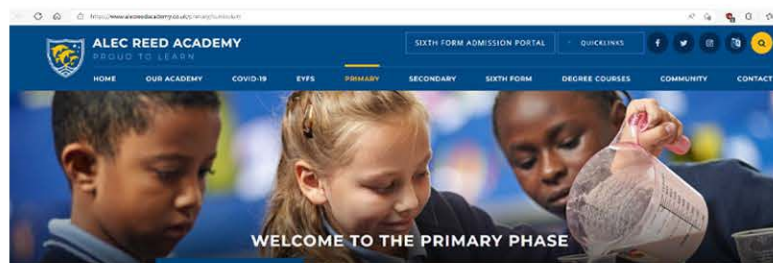 https://www.alecreedacademy.co.uk/primary/curriculum
ALEC REED ACADEMY
PROUD TO LEARN
SIXTH FORM ADMISSION PORTAL
QUICKLINKS
HOME OUR ACADEMY COVID-19 EYFS PRIMARY SECONDARY SIXTH FORM DEGREE COURSES COMMUNITY CONTACT
WELCOME TO THE PRIMARY PHASE